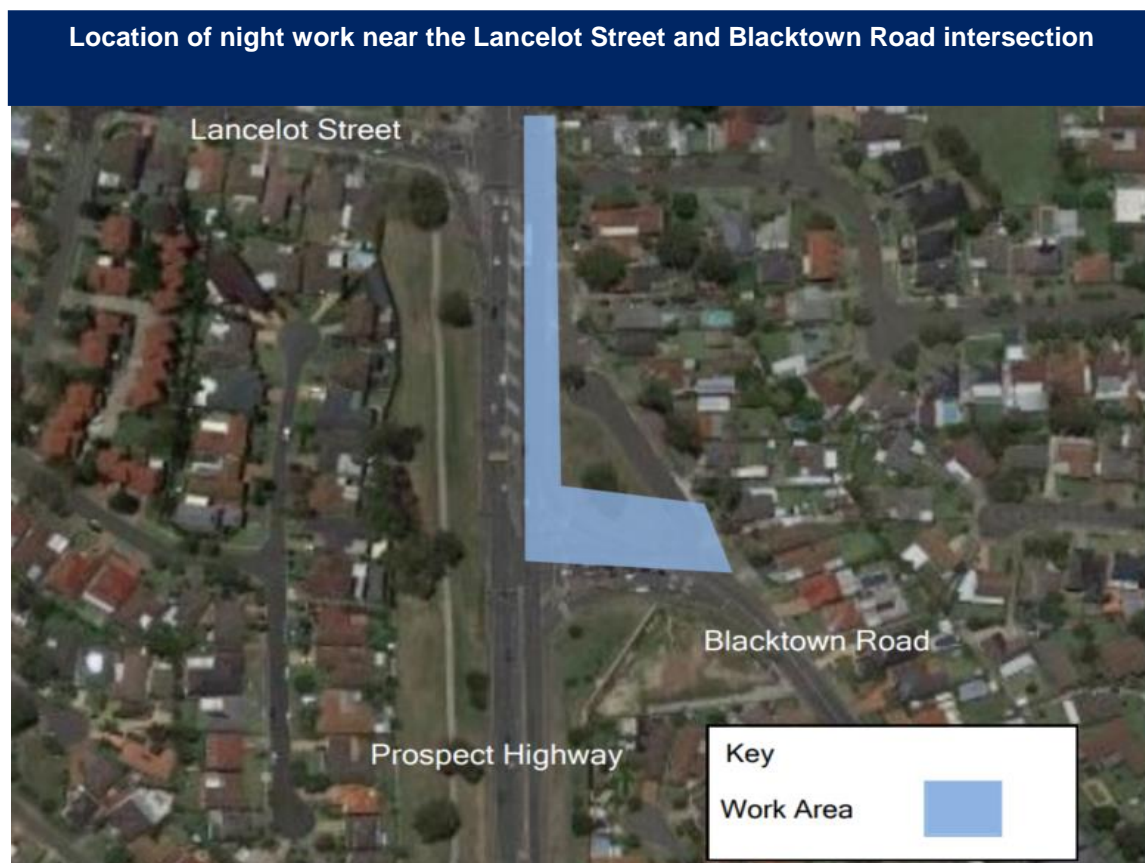 Location of night work near the Lancelot Street and Blacktown Road intersection
Lancelot Street
Blacktown Road
Prospect Highway
Key
Work Area